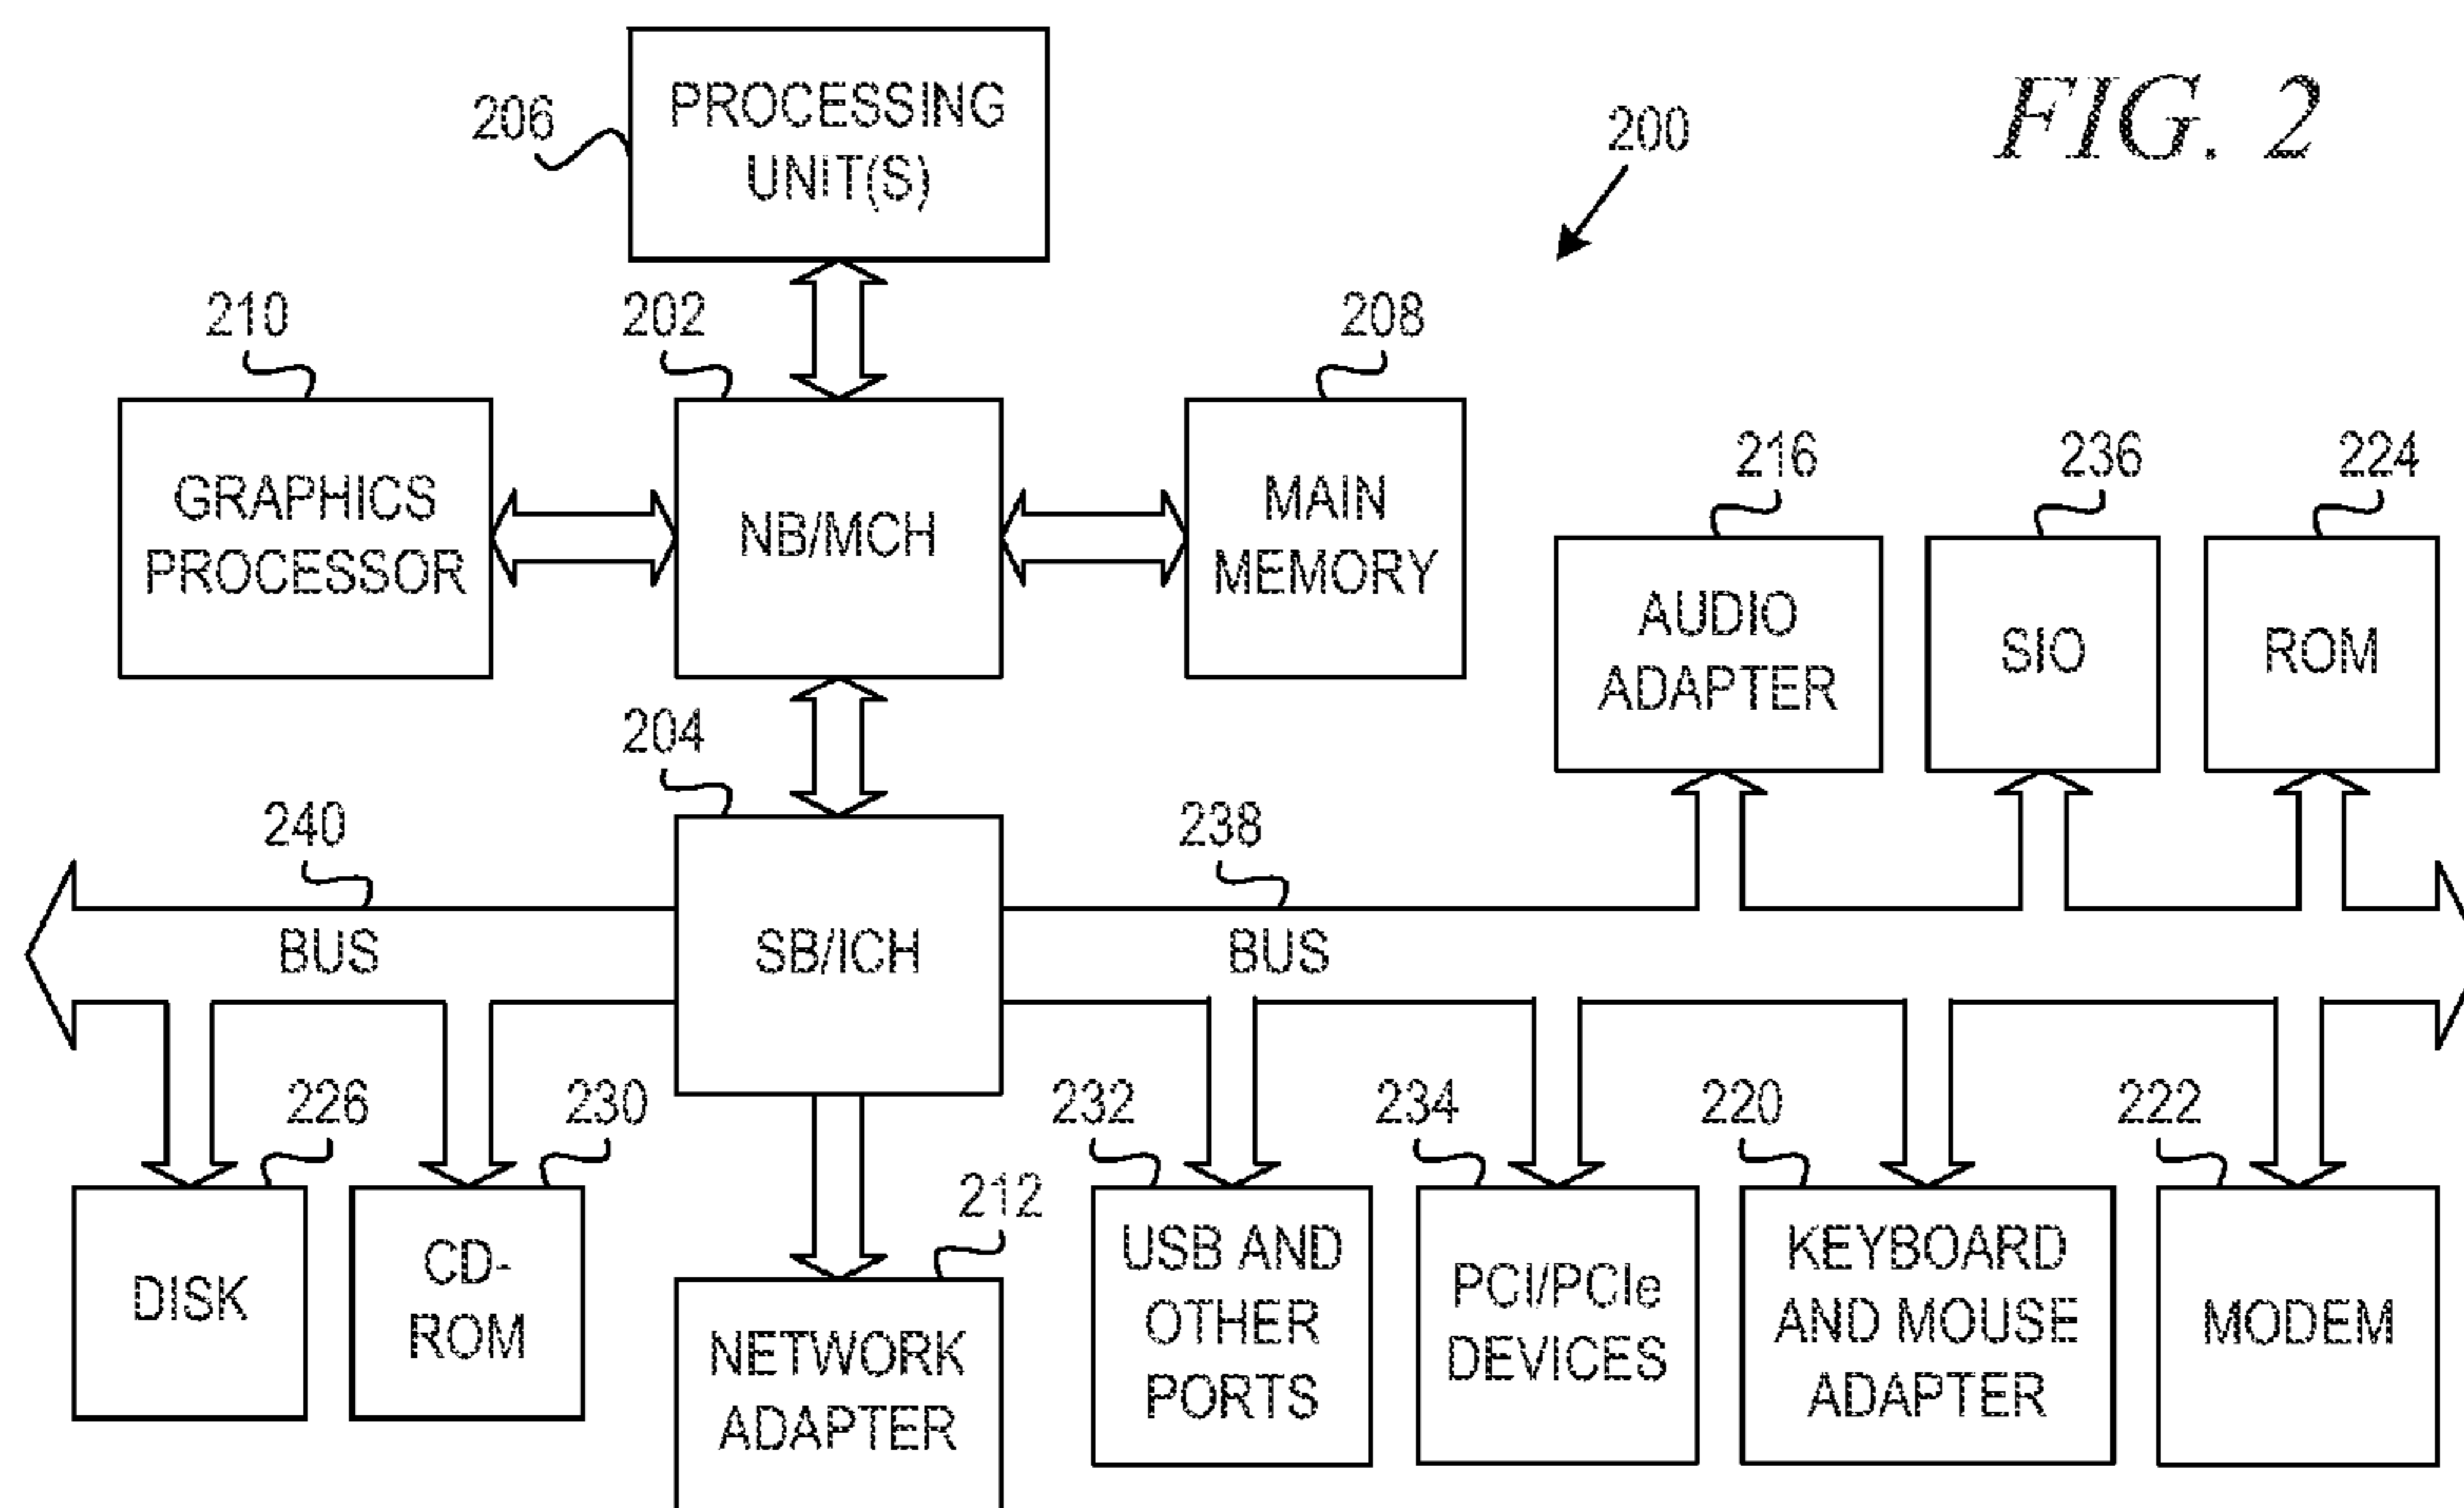 FIG. 2
200
206
PROCESSING
UNIT(S)
210
202
208
GRAPHICS
PROCESSOR
NB/MCH
MAIN
MEMORY
216
236
224
AUDIO
ADAPTER
SIO
ROM
204
240
238
BUS
SB/ICH
BUS
226
230
232
234
220
222
212
DISK
CD-
ROM
NETWORK
ADAPTER
USB AND
OTHER
PORTS
PCI/PCIe
DEVICES
KEYBOARD
AND MOUSE
ADAPTER
MODEM